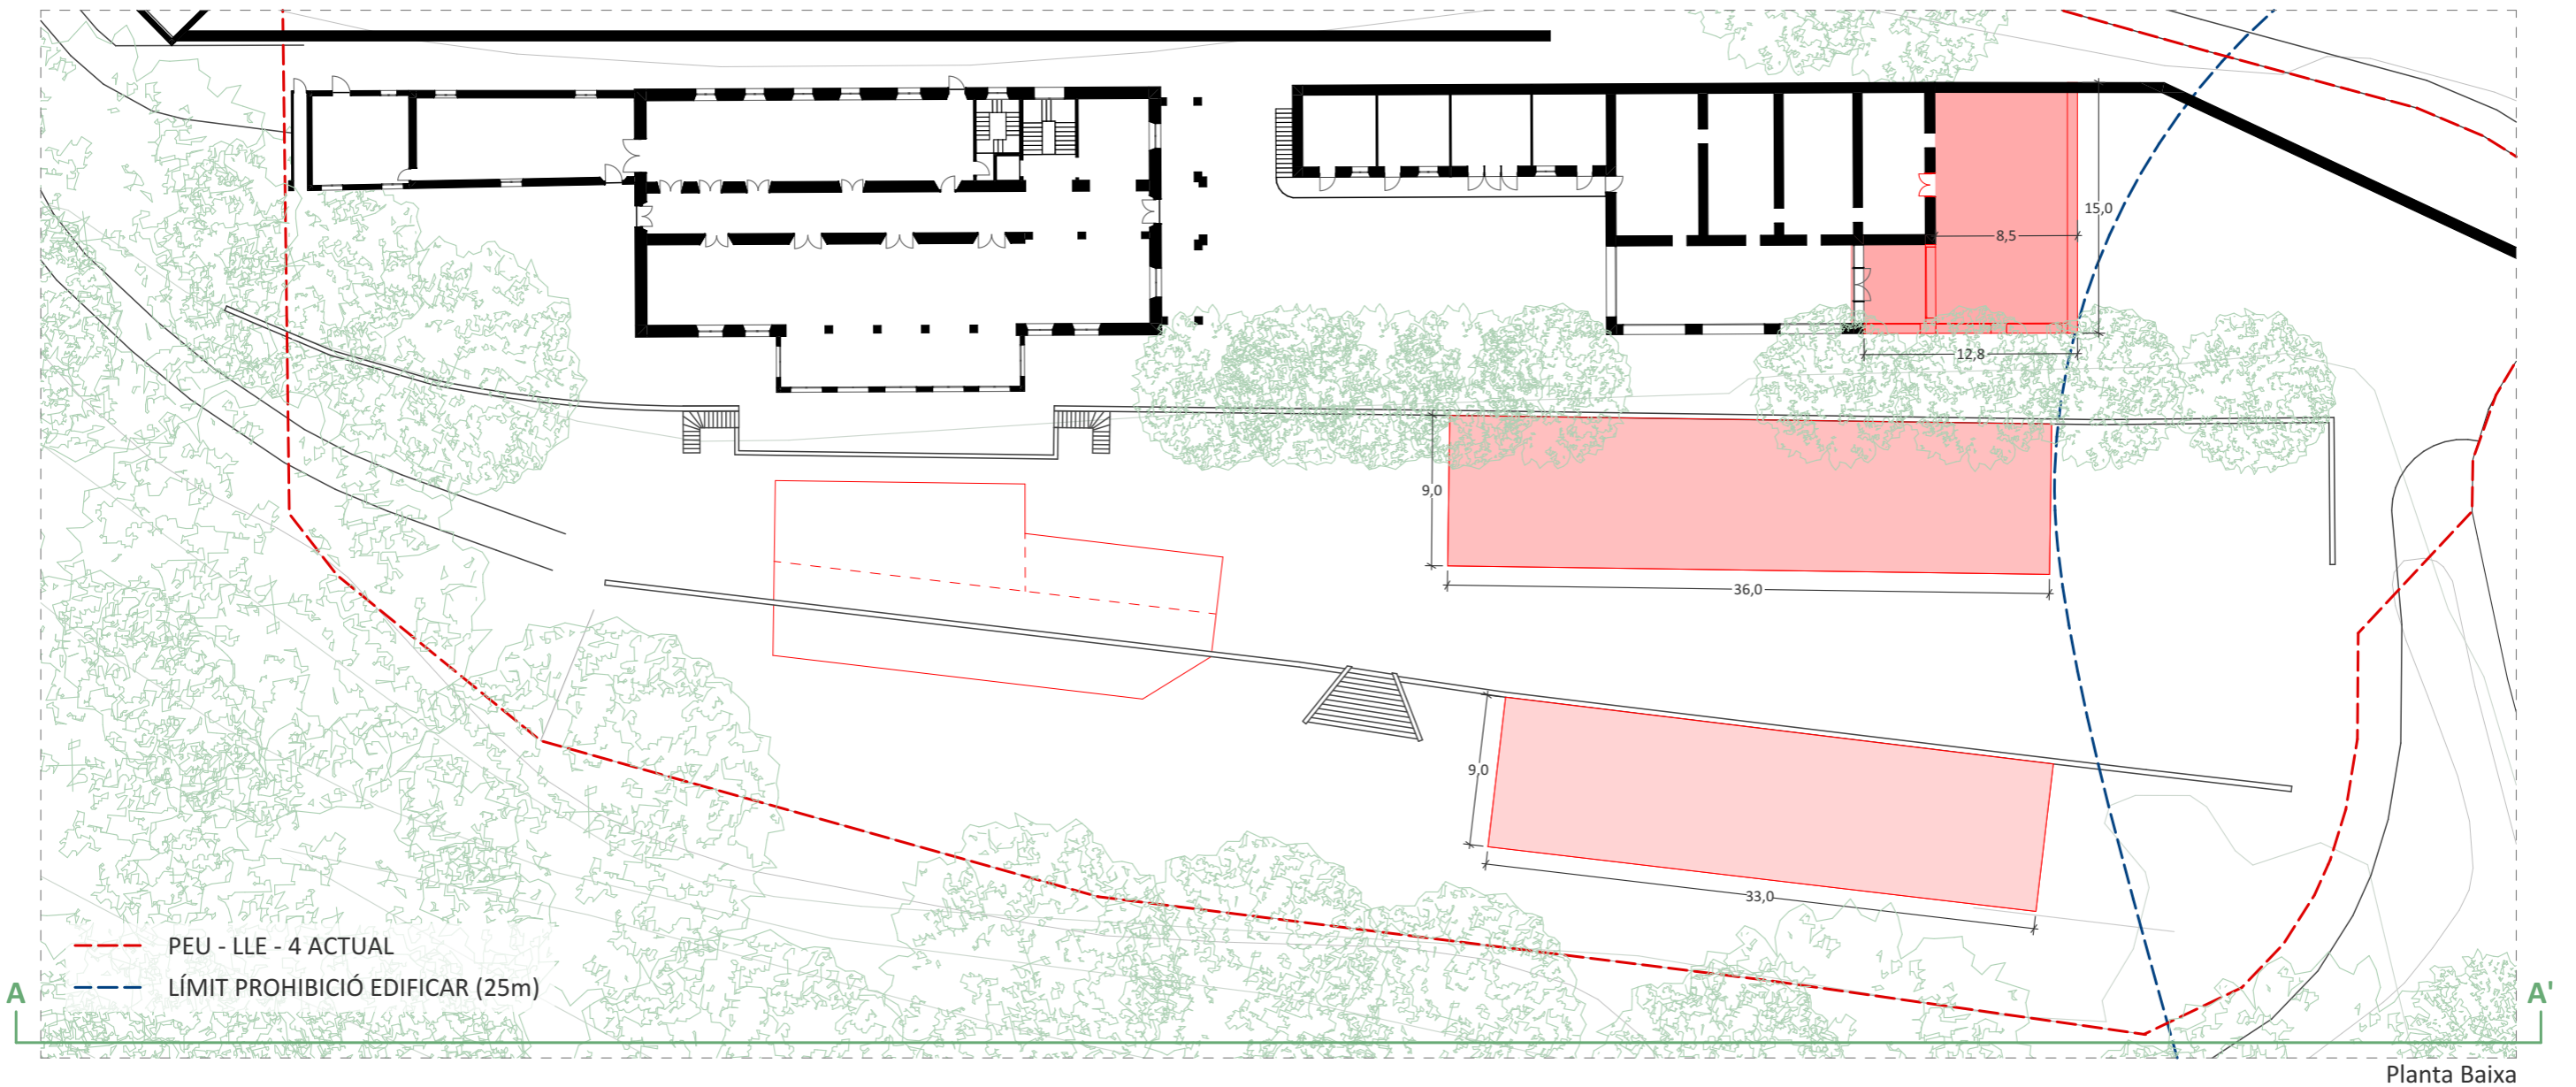 15,0
8,5
12,8
9,0
36,0
9,0
33,0
PEU - LLE - 4 ACTUAL
LÍMIT PROHIBICIÓ EDIFICAR (25m)
A
A'
Planta Baixa